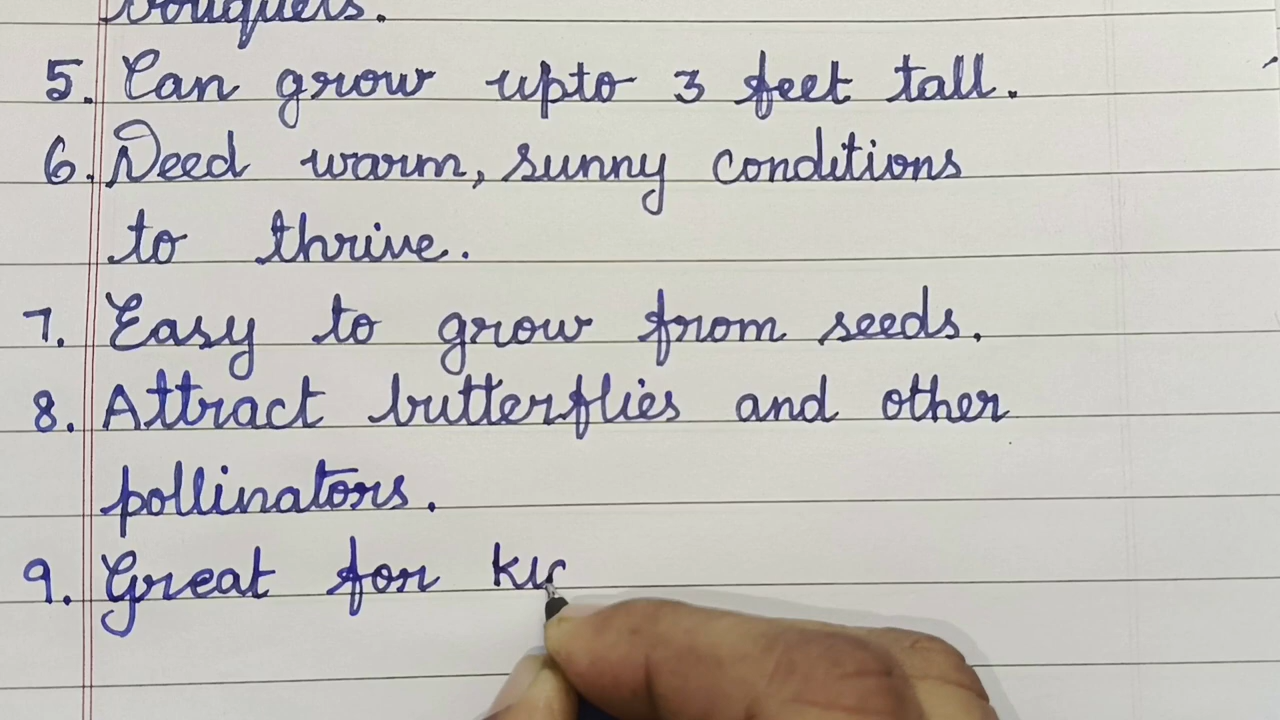 bouquets.
5. Can grow upto 3 feet tall.
6. Need warm, sunny conditions
to thrive.
7. Easy to grow from seeds.
8. Attract butterflies and other
pollinators.
9. Great for